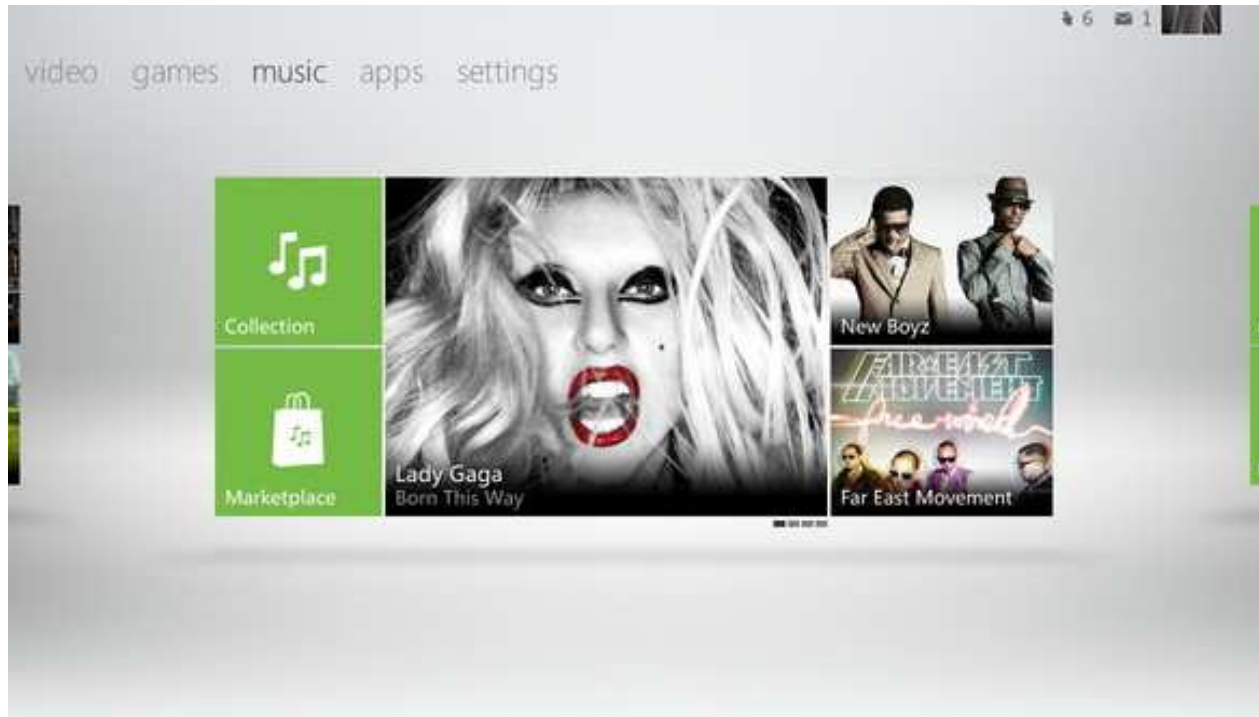 6 1
video games music apps settings
Collection
Marketplace
Lady Gaga
Born This Way
New Boyz
FAR EAST
MOVEMENT
free wired
Far East Movement